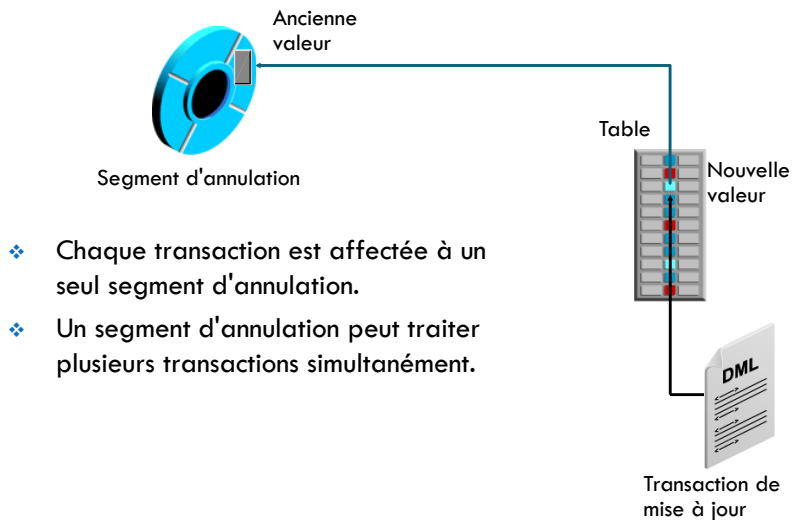 Ancienne
valeur
Table
Nouvelle
valeur
Segment d'annulation
Chaque transaction est affectée à un
seul segment d'annulation.
Un segment d'annulation peut traiter
plusieurs transactions simultanément.
DML
Transaction de
mise à jour